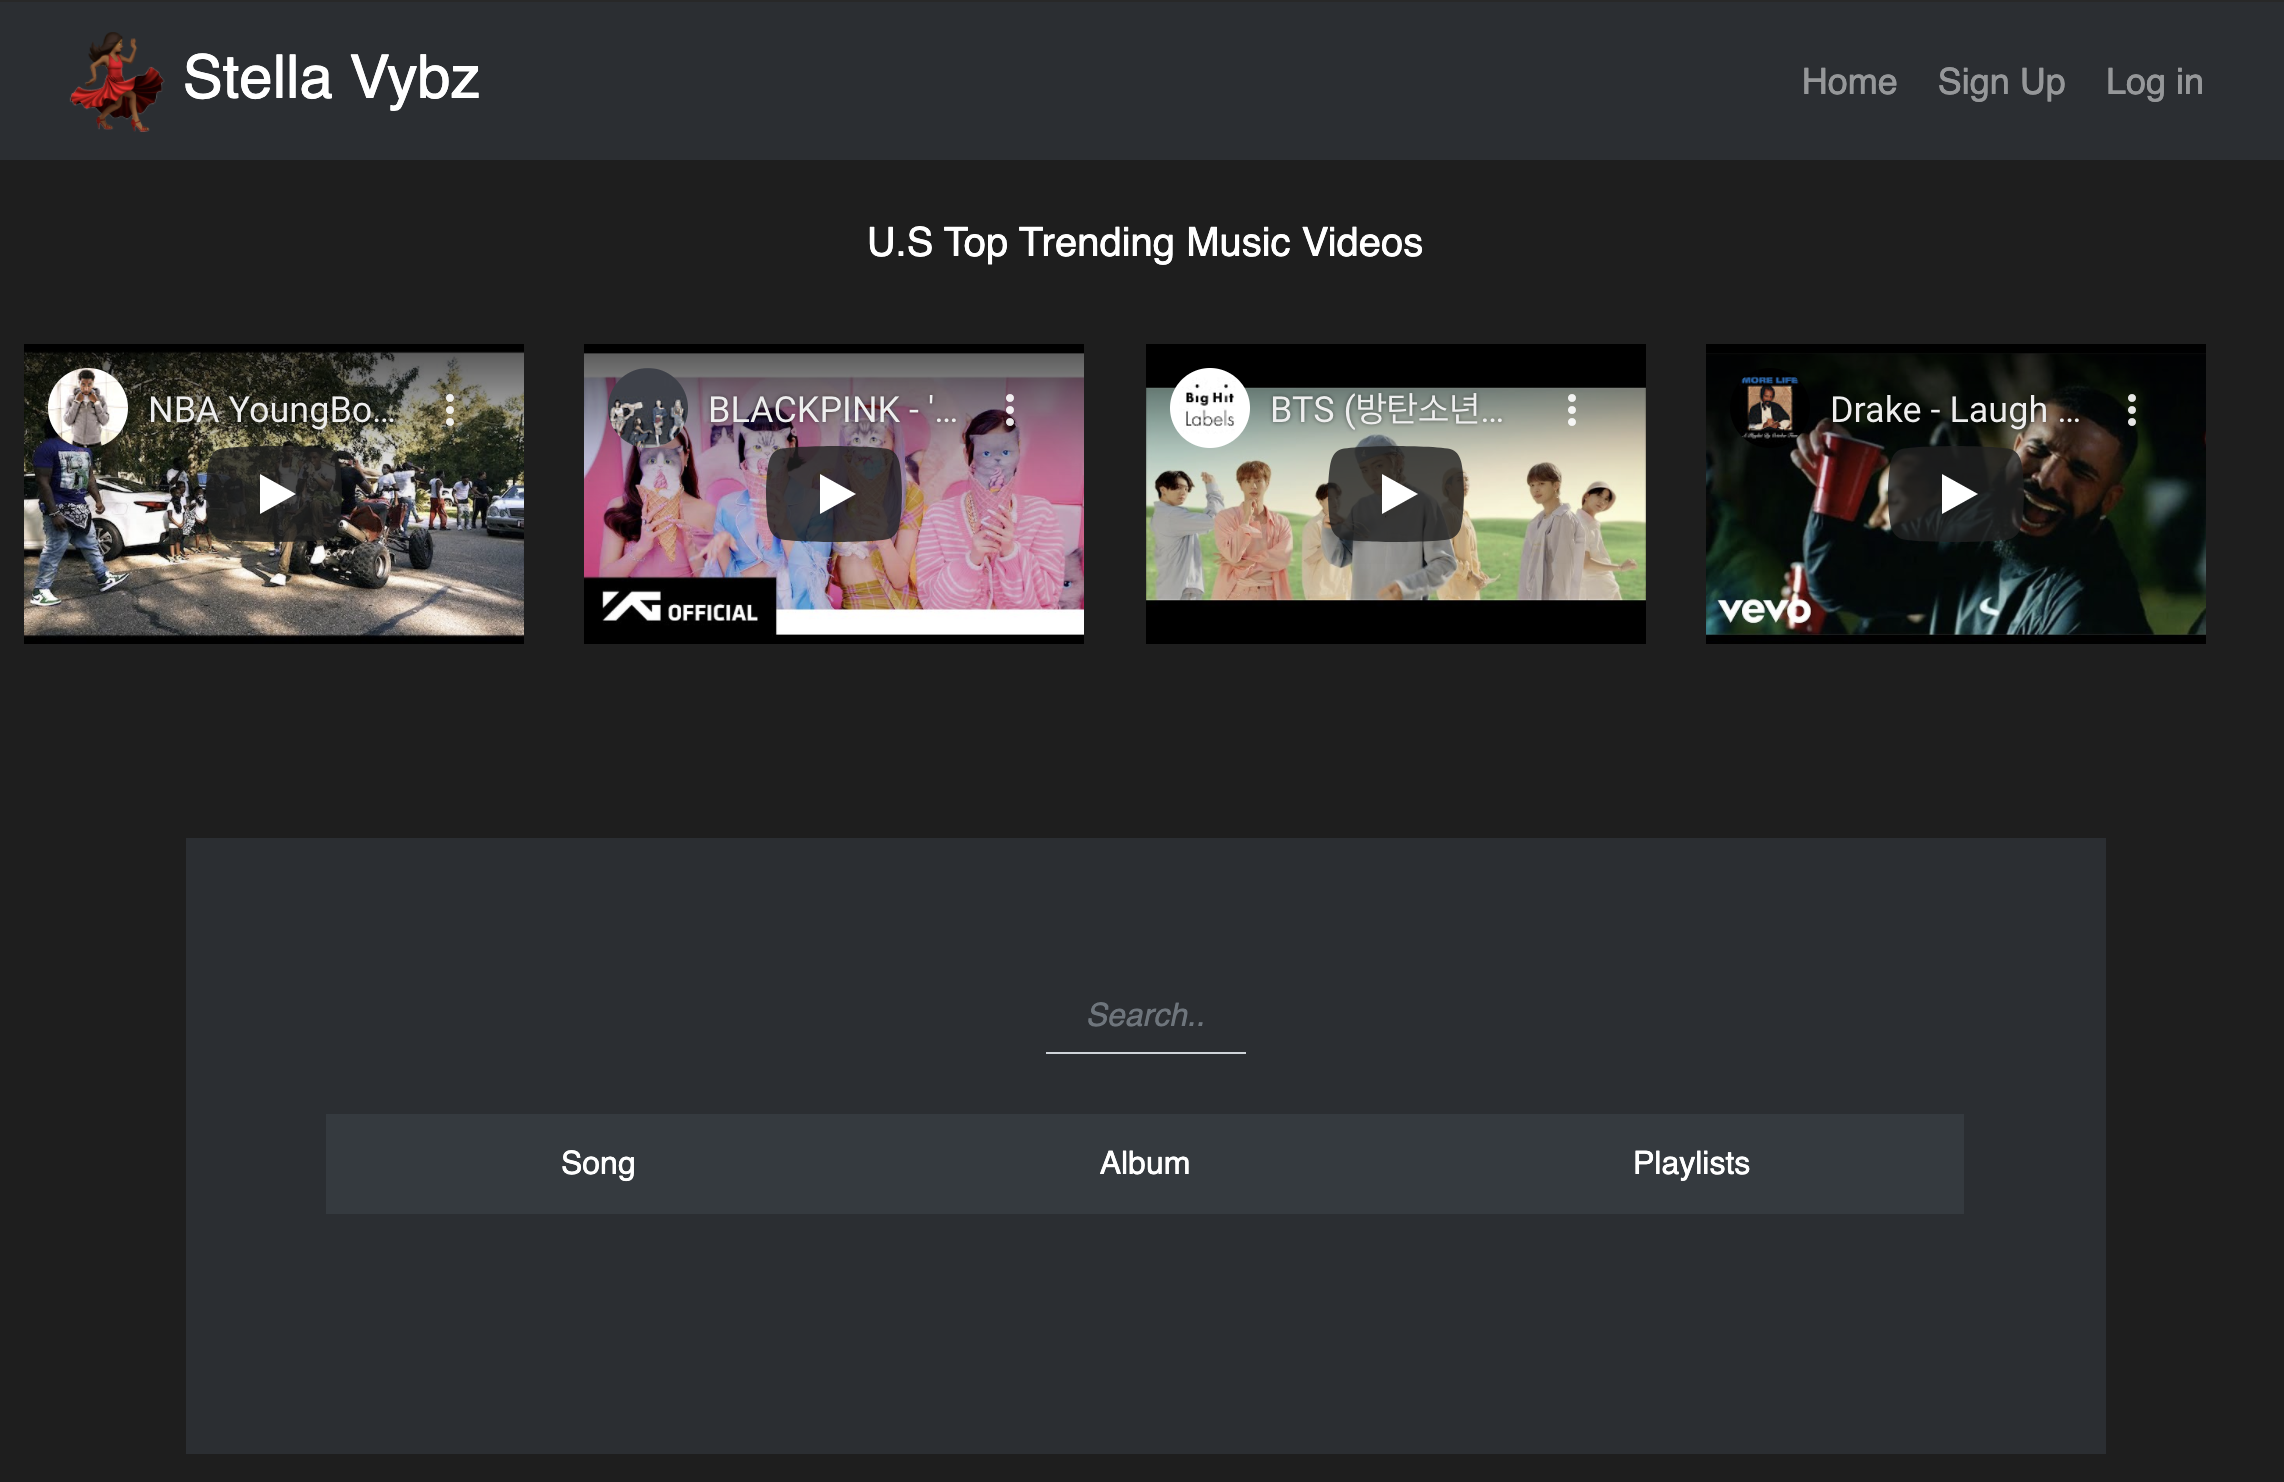 Stella Vybz
Home
Sign Up
Log in
U.S Top Trending Music Videos
NBA YoungBo...
BLACKPINK - '...
YG OFFICIAL
Big Hit
Labels
BTS (방탄소년...
MORE LIFE
Drake - Laugh ...
vevo
Search..
Song
Album
Playlists